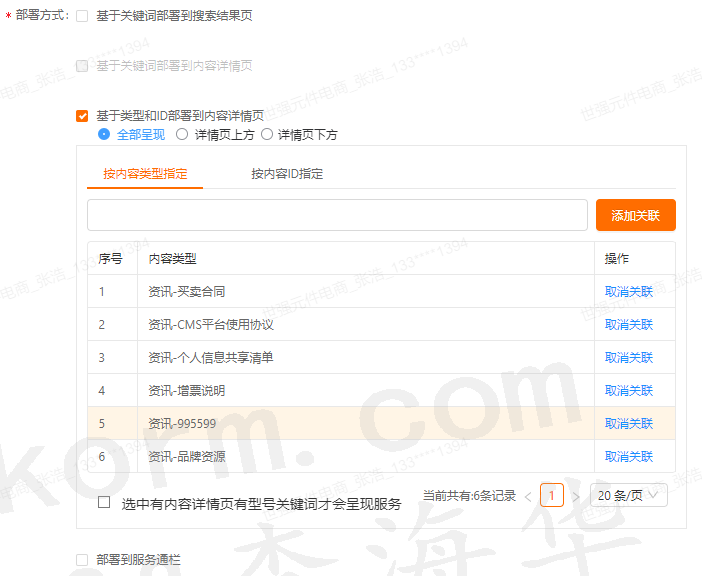 * 部署方式: 基于关键词部署到搜索结果页
基于关键词部署到内容详情页
基于类型和ID部署到内容详情页
全部呈现 详情页上方 详情页下方
按内容类型指定 按内容ID指定
添加关联
序号 内容类型 操作
1 资讯-买卖合同 取消关联
2 资讯-CMS平台使用协议 取消关联
3 资讯-个人信息共享清单 取消关联
4 资讯-增票说明 取消关联
5 资讯-995599 取消关联
6 资讯-品牌资源 取消关联
选中有内容详情页有型号关键词才会呈现服务 当前共有:6条记录 < 1 > 20 条/页
部署到服务通栏
世强元件电商_张浩_133****1394
korm.com
李海华